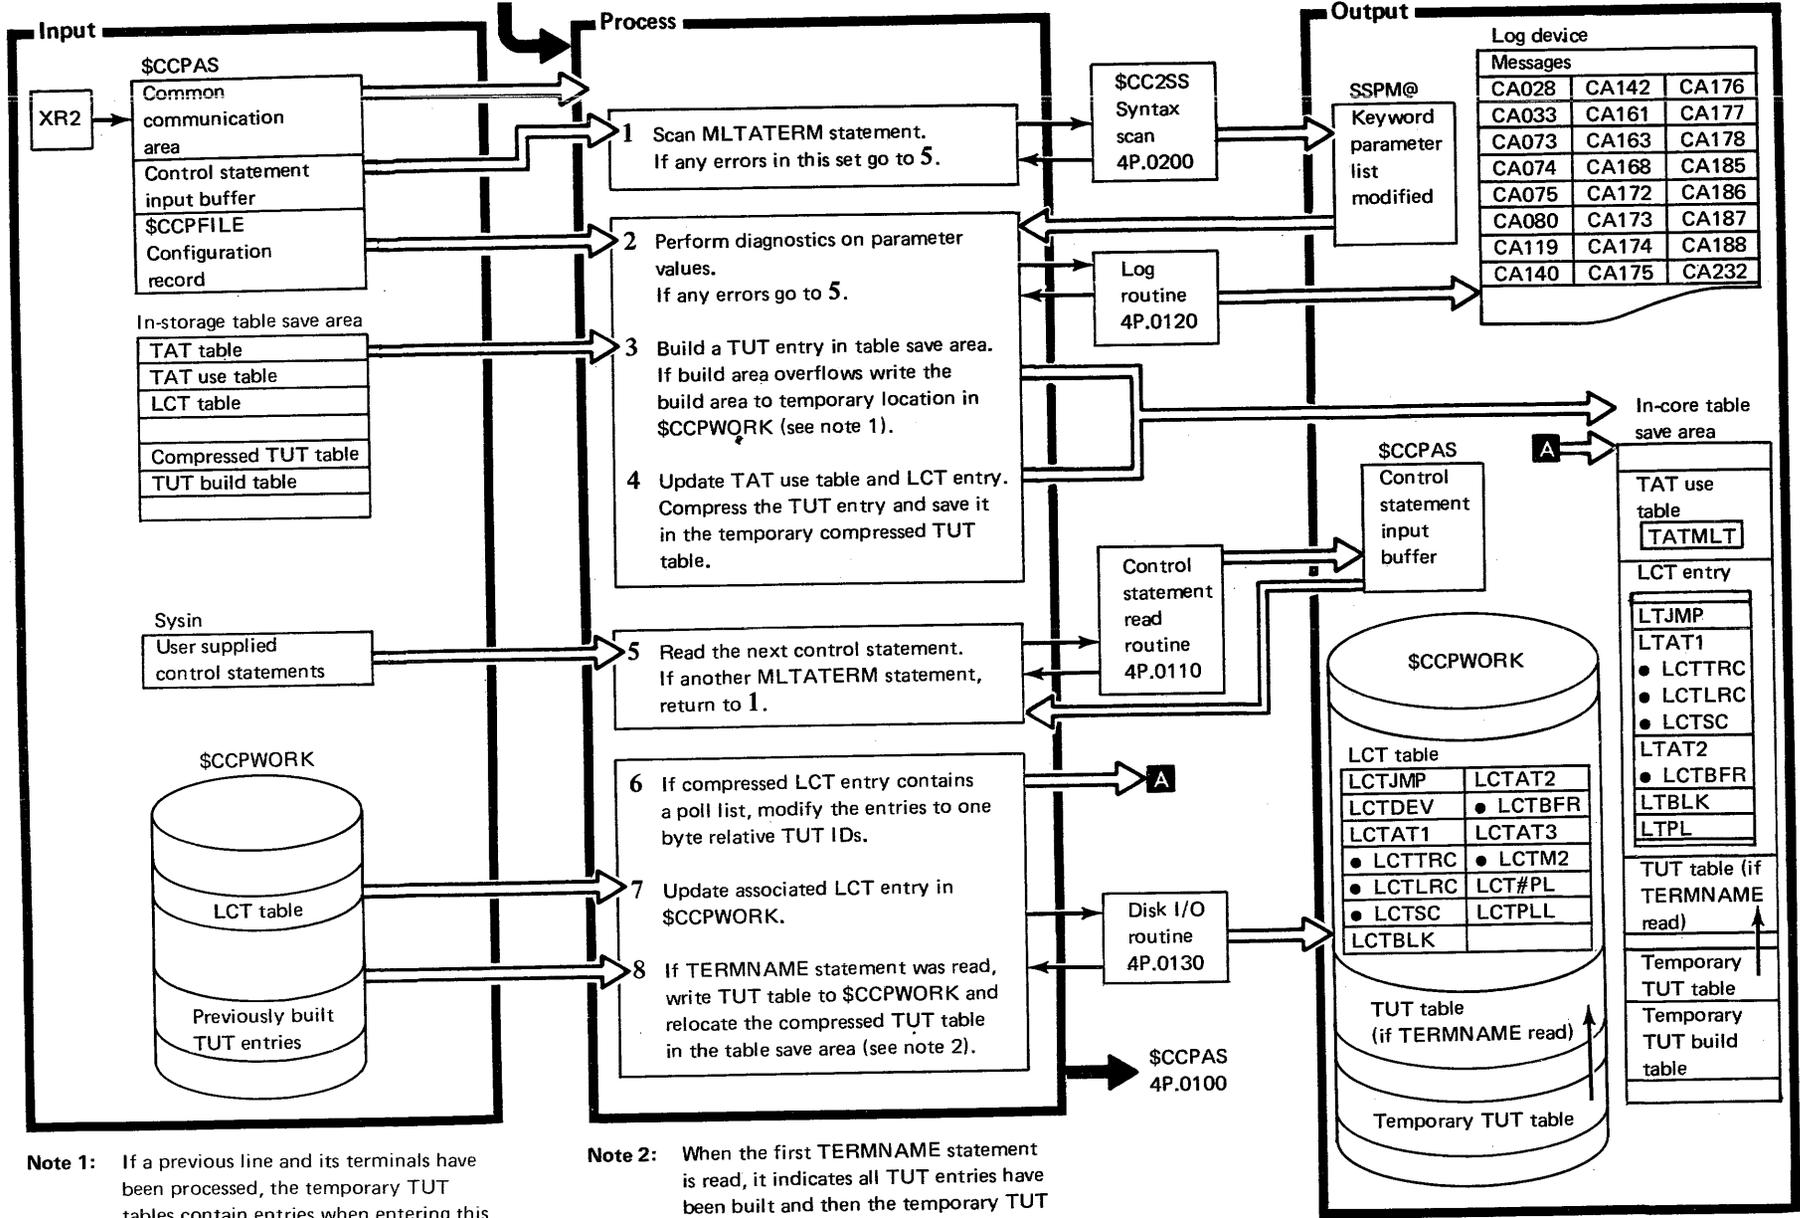 Input
XR2
$CCPAS
Common
communication
area
Control statement
input buffer
$CCPFILE
Configuration
record
In-storage table save area
TAT table
TAT use table
LCT table
Compressed TUT table
TUT build table
Sysin
User supplied
control statements
$CCPWORK
LCT table
Previously built
TUT entries
Process
1 Scan MLTATERM statement.
If any errors in this set go to 5.
2 Perform diagnostics on parameter
values.
If any errors go to 5.
3 Build a TUT entry in table save area.
If build area overflows write the
build area to temporary location in
$CCPWORK (see note 1).
4 Update TAT use table and LCT entry.
Compress the TUT entry and save it
in the temporary compressed TUT
table.
5 Read the next control statement.
If another MLTATERM statement,
return to 1.
6 If compressed LCT entry contains
a poll list, modify the entries to one
byte relative TUT IDs.
7 Update associated LCT entry in
$CCPWORK.
8 If TERMNAME statement was read,
write TUT table to $CCPWORK and
relocate the compressed TUT table
in the table save area (see note 2).
$CC2SS
Syntax
scan
4P.0200
Log
routine
4P.0120
Control
statement
read
routine
4P.0110
A
Disk I/O
routine
4P.0130
$CCPAS
4P.0100
Output
SSPM@
Keyword
parameter
list
modified
Log device
Messages
CA028 CA142 CA176
CA033 CA161 CA177
CA073 CA163 CA178
CA074 CA168 CA185
CA075 CA172 CA186
CA080 CA173 CA187
CA119 CA174 CA188
CA140 CA175 CA232
$CCPAS
Control
statement
input
buffer
A
In-core table
save area
TAT use
table
TATMLT
LCT entry
LTJMP
LTAT1
● LCTTRC
● LCTLRC
● LCTSC
LTAT2
● LCTBFR
LTBLK
LTPL
TUT table (if
TERMNAME
read)
Temporary
TUT table
Temporary
TUT build
table
$CCPWORK
LCT table
LCTJMP LCTAT2
LCTDEV ● LCTBFR
LCTAT1 LCTAT3
● LCTTRC ● LCTM2
● LCTLRC LCT#PL
● LCTSC LCTPLL
LCTBLK
TUT table
(if TERMNAME read)
Temporary TUT table
Note 1: If a previous line and its terminals have
been processed, the temporary TUT
tables contain entries when entering this
Note 2: When the first TERMNAME statement
is read, it indicates all TUT entries have
been built and then the temporary TUT